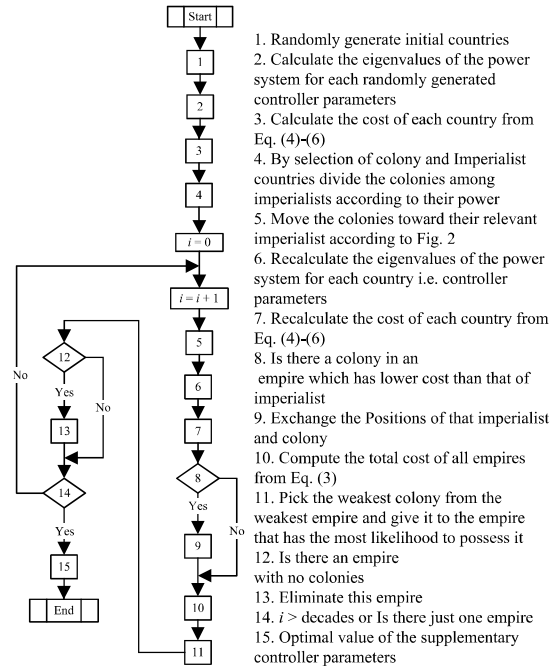 Start
1
2
3
4
i = 0
i = i + 1
5
6
7
8
Yes
No
9
10
11
12
Yes
No
13
14
No
Yes
15
End
1. Randomly generate initial countries
2. Calculate the eigenvalues of the power
system for each randomly generated
controller parameters
3. Calculate the cost of each country from
Eq. (4)-(6)
4. By selection of colony and Imperialist
countries divide the colonies among
imperialists according to their power
5. Move the colonies toward their relevant
imperialist according to Fig. 2
6. Recalculate the eigenvalues of the power
system for each country i.e. controller
parameters
7. Recalculate the cost of each country from
Eq. (4)-(6)
8. Is there a colony in an
empire which has lower cost than that of
imperialist
9. Exchange the Positions of that imperialist
and colony
10. Compute the total cost of all empires
from Eq. (3)
11. Pick the weakest colony from the
weakest empire and give it to the empire
that has the most likelihood to possess it
12. Is there an empire
with no colonies
13. Eliminate this empire
14. i > decades or Is there just one empire
15. Optimal value of the supplementary
controller parameters